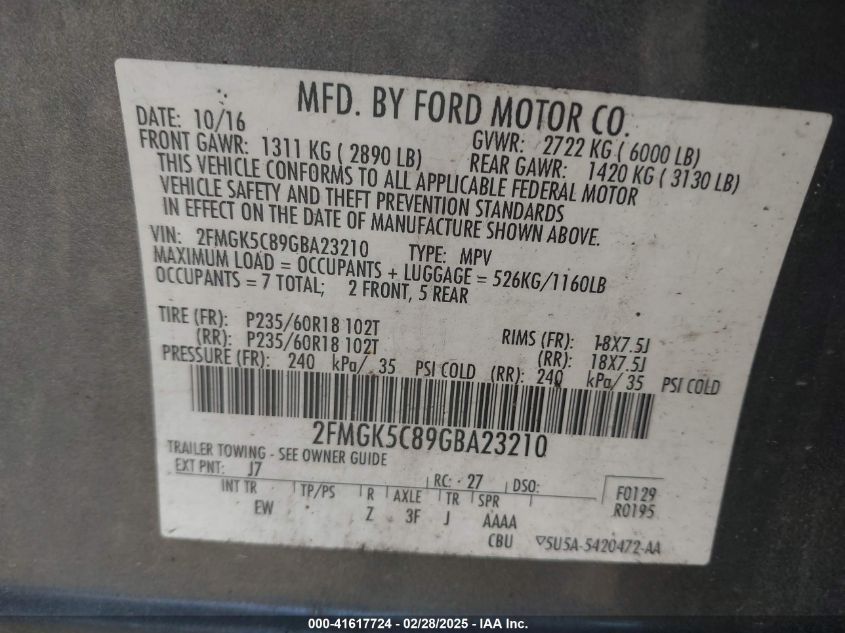 MFD. BY FORD MOTOR CO.
DATE: 10/16 GVWR: 2722 KG ( 6000 LB)
FRONT GAWR: 1311 KG ( 2890 LB) REAR GAWR: 1420 KG ( 3130 LB)
THIS VEHICLE CONFORMS TO ALL APPLICABLE FEDERAL MOTOR
VEHICLE SAFETY AND THEFT PREVENTION STANDARDS
IN EFFECT ON THE DATE OF MANUFACTURE SHOWN ABOVE.
VIN: 2FMGK5C89GBA23210 TYPE: MPV
MAXIMUM LOAD = OCCUPANTS + LUGGAGE = 526KG/1160LB
OCCUPANTS = 7 TOTAL; 2 FRONT, 5 REAR
TIRE (FR): P235/60R18 102T RIMS (FR): 18X7.5J
(RR): P235/60R18 102T (RR): 18X7.5J
PRESSURE (FR): 240 kPa/ 35 PSI COLD (RR): 240 kPa/ 35 PSI COLD
2FMGK5C89GBA23210
TRAILER TOWING - SEE OWNER GUIDE
EXT PNT: J7 RC: 27 DSO: F0129
INT TR TP/PS R AXLE TR SPR R0195
EW Z 3F J AAAA
CBU 5U5A-5420472-AA
000-41617724 - 02/28/2025 - IAA Inc.